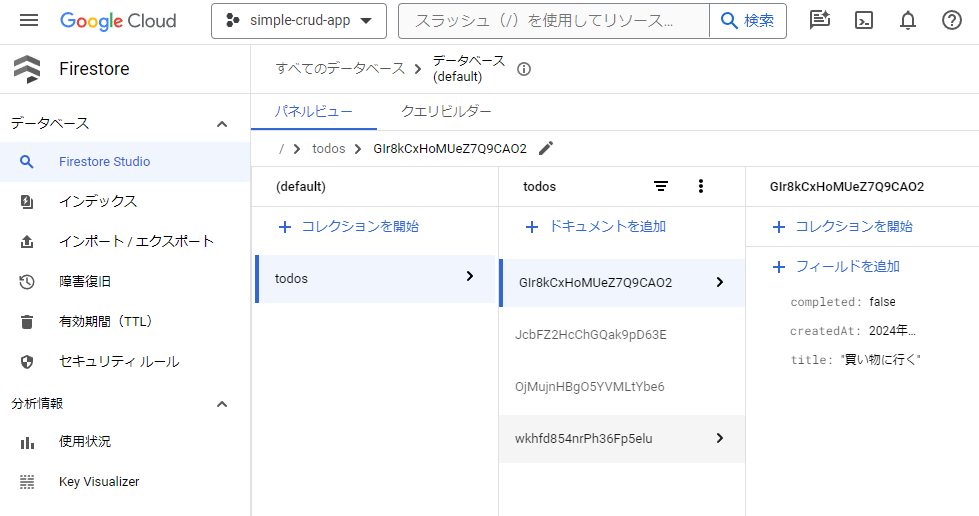 Google Cloud
simple-crud-app
スラッシュ（/）を使用してリソース...
検索
Firestore
すべてのデータベース
データベース
(default)
パネルビュー
クエリビルダー
データベース
Firestore Studio
インデックス
インポート / エクスポート
障害復旧
有効期間（TTL）
セキュリティ ルール
分析情報
使用状況
Key Visualizer
/ > todos > GIr8kCxHoMUeZ7Q9CAO2
(default)
コレクションを開始
todos
todos
ドキュメントを追加
GIr8kCxHoMUeZ7Q9CAO2
JcbFZ2HcChGQak9pD63E
OjMujnHBgO5YVMLtYbe6
wkhfd854nrPh36Fp5elu
GIr8kCxHoMUeZ7Q9CAO2
コレクションを開始
フィールドを追加
completed: false
createdAt: 2024年...
title: "買い物に行く"